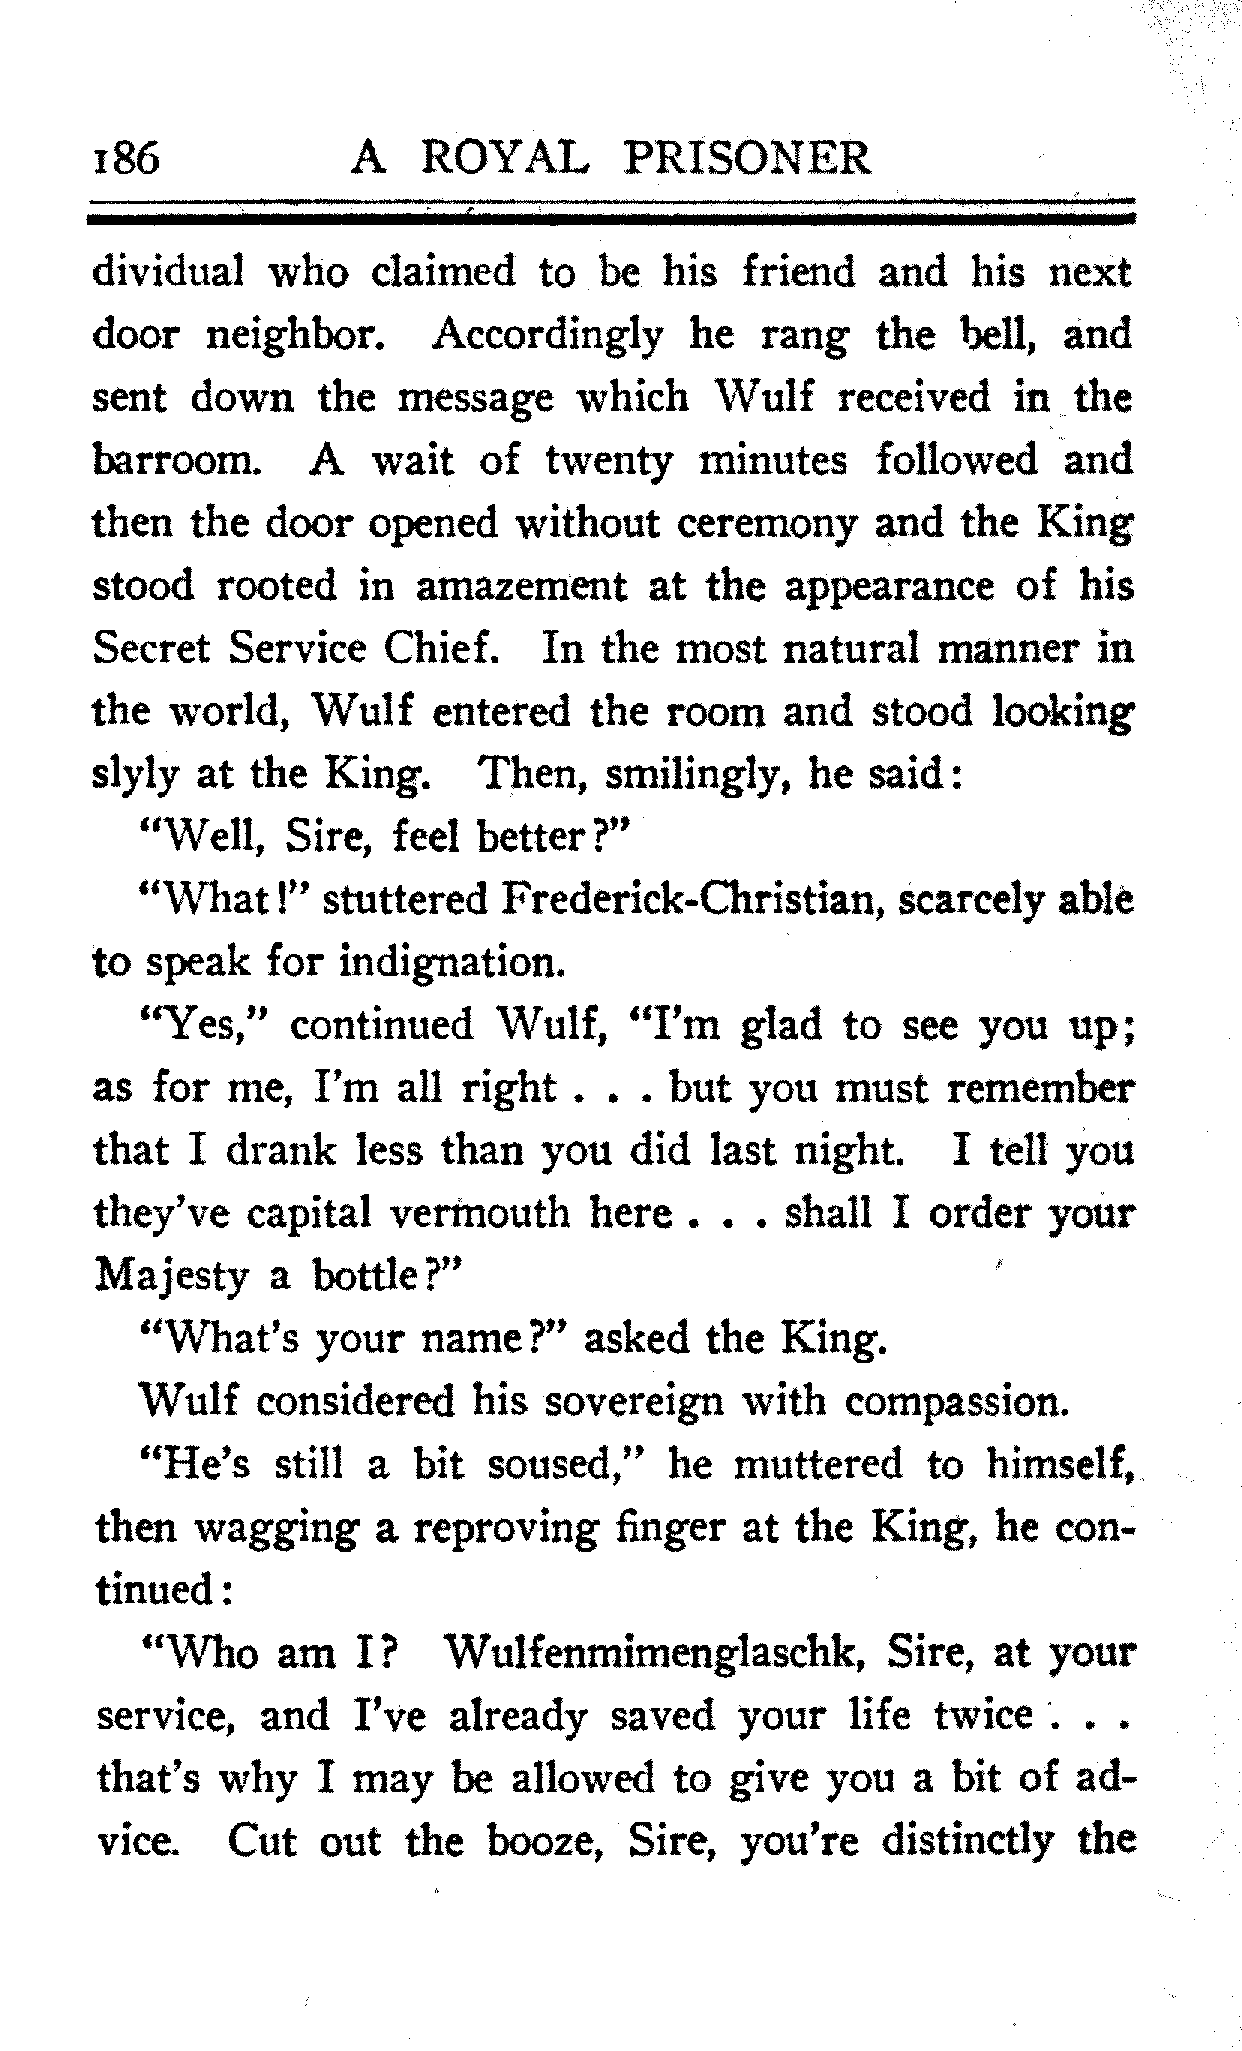 186 A ROYAL PRISONER
dividual who claimed to be his friend and his next
door neighbor. Accordingly he rang the bell, and
sent down the message which Wulf received in the
barroom. A wait of twenty minutes followed and
then the door opened without ceremony and the King
stood rooted in amazement at the appearance of his
Secret Service Chief. In the most natural manner in
the world, Wulf entered the room and stood looking
slyly at the King. Then, smilingly, he said:
“Well, Sire, feel better?”
“What!” stuttered Frederick-Christian, scarcely able
to speak for indignation.
“Yes,” continued Wulf, “I’m glad to see you up;
as for me, I’m all right . . . but you must remember
that I drank less than you did last night. I tell you
they’ve capital vermouth here . . . shall I order your
Majesty a bottle?”
“What’s your name?” asked the King.
Wulf considered his sovereign with compassion.
“He’s still a bit soused,” he muttered to himself,
then wagging a reproving finger at the King, he con-
tinued:
“Who am I? Wulfenmimenglaschk, Sire, at your
service, and I’ve already saved your life twice . . .
that’s why I may be allowed to give you a bit of ad-
vice. Cut out the booze, Sire, you’re distinctly the